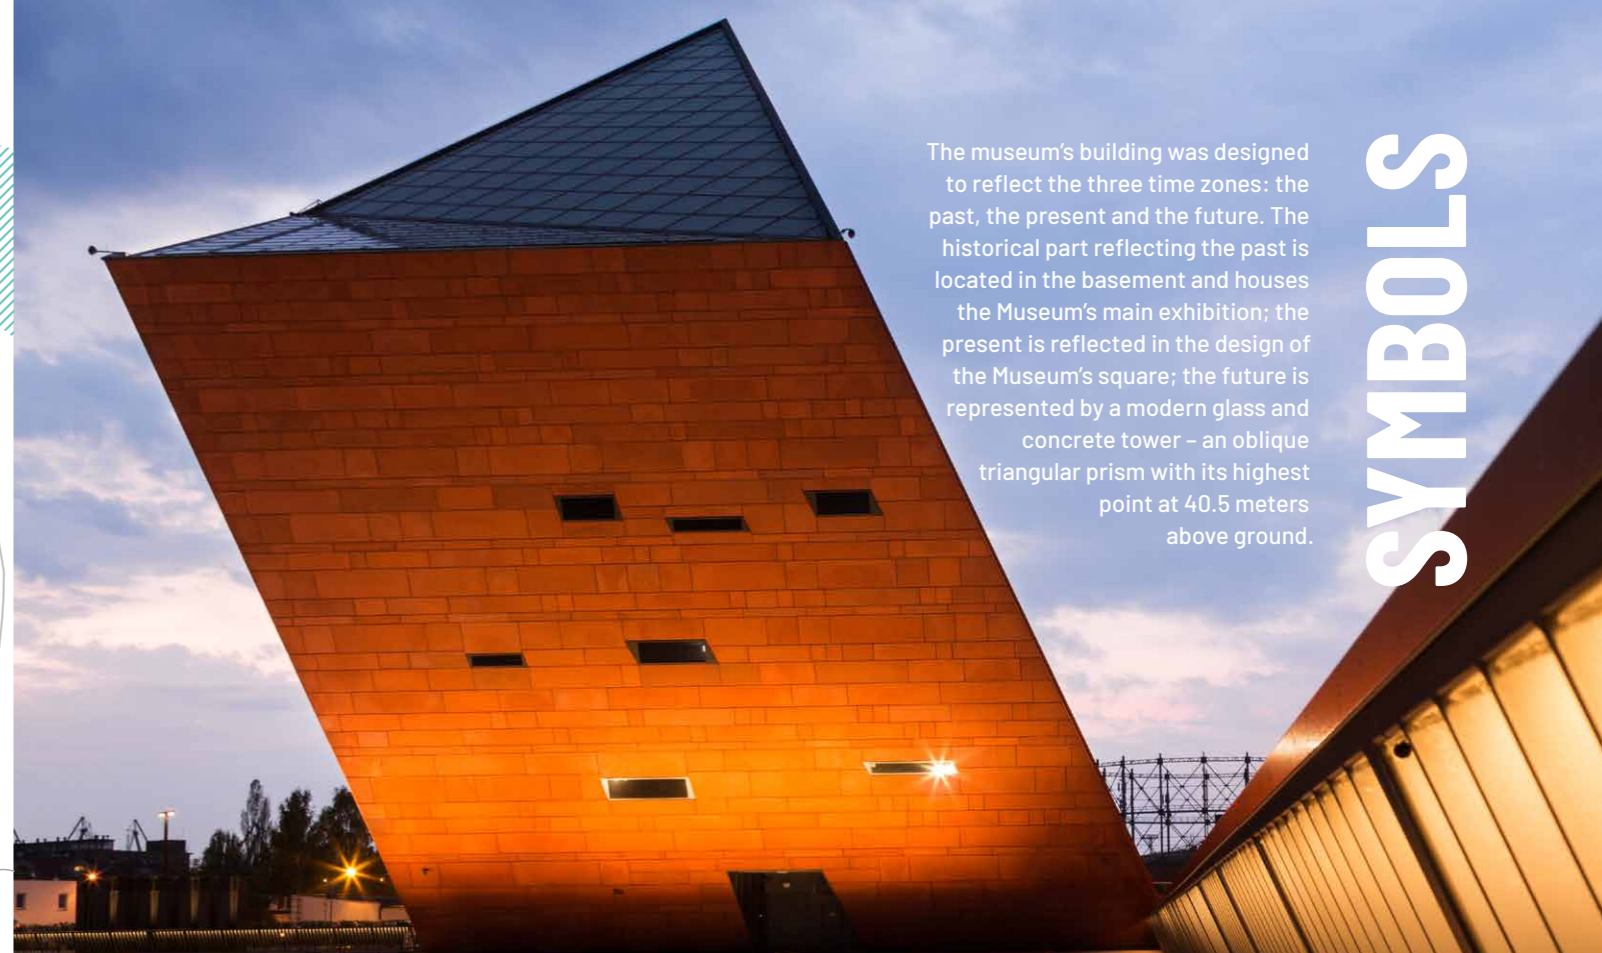 The museum's building was designed
to reflect the three time zones: the
past, the present and the future. The
historical part reflecting the past is
located in the basement and houses
the Museum's main exhibition; the
present is reflected in the design of
the Museum's square; the future is
represented by a modern glass and
concrete tower – an oblique
triangular prism with its highest
point at 40.5 meters
above ground.
SYMBOLS